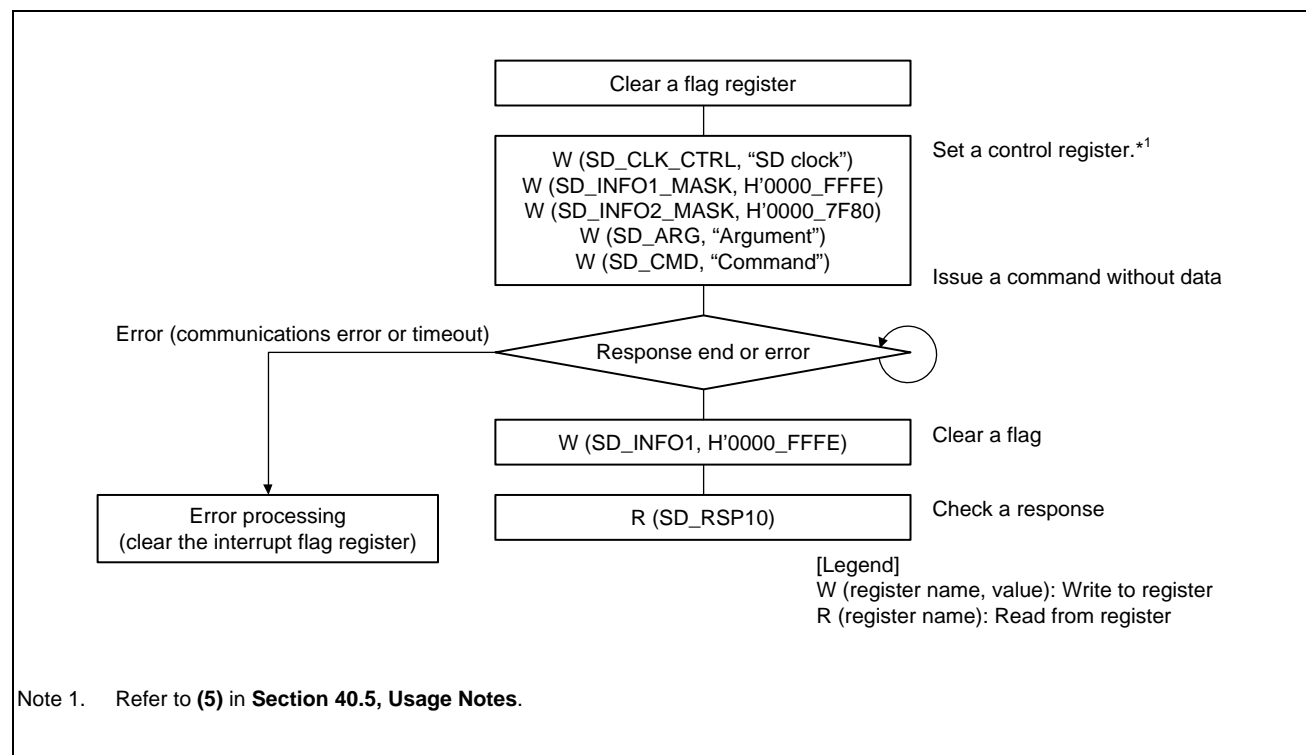 Clear a flag register
W (SD_CLK_CTRL, “SD clock”)
W (SD_INFO1_MASK, H'0000_FFFE)
W (SD_INFO2_MASK, H'0000_7F80)
W (SD_ARG, “Argument”)
W (SD_CMD, “Command”)
Set a control register.*1
Issue a command without data
Error (communications error or timeout)
Response end or error
W (SD_INFO1, H'0000_FFFE)
Clear a flag
Error processing
(clear the interrupt flag register)
R (SD_RSP10)
Check a response
[Legend]
W (register name, value): Write to register
R (register name): Read from register
Note 1. Refer to (5) in Section 40.5, Usage Notes.